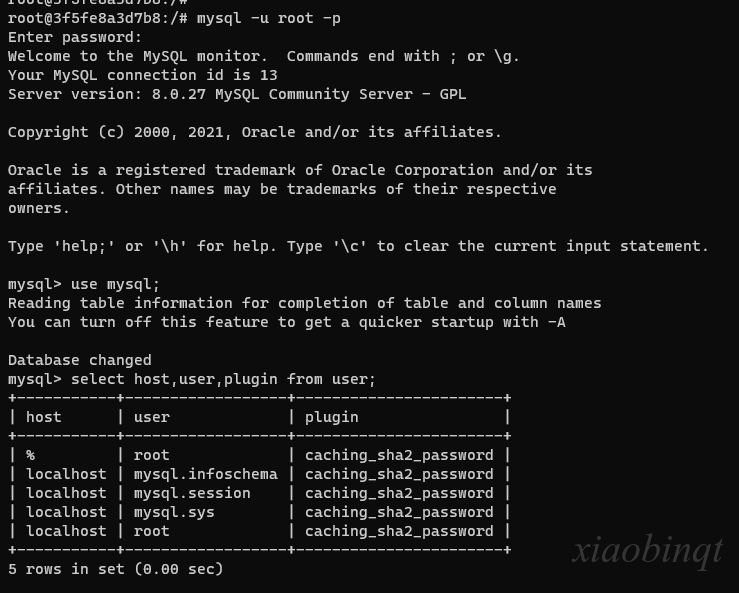 root@3f5fe8a3d7b8:/#
root@3f5fe8a3d7b8:/# mysql -u root -p
Enter password:
Welcome to the MySQL monitor.  Commands end with ; or \g.
Your MySQL connection id is 13
Server version: 8.0.27 MySQL Community Server - GPL
Copyright (c) 2000, 2021, Oracle and/or its affiliates.
Oracle is a registered trademark of Oracle Corporation and/or its
affiliates. Other names may be trademarks of their respective
owners.
Type 'help;' or '\h' for help. Type '\c' to clear the current input statement.
mysql> use mysql;
Reading table information for completion of table and column names
You can turn off this feature to get a quicker startup with -A
Database changed
mysql> select host,user,plugin from user;
+-----------+------------------+-----------------------+
| host      | user             | plugin                |
+-----------+------------------+-----------------------+
| %         | root             | caching_sha2_password |
| localhost | mysql.infoschema | caching_sha2_password |
| localhost | mysql.session    | caching_sha2_password |
| localhost | mysql.sys        | caching_sha2_password |
| localhost | root             | caching_sha2_password |
+-----------+------------------+-----------------------+
5 rows in set (0.00 sec)
xiaobinqt